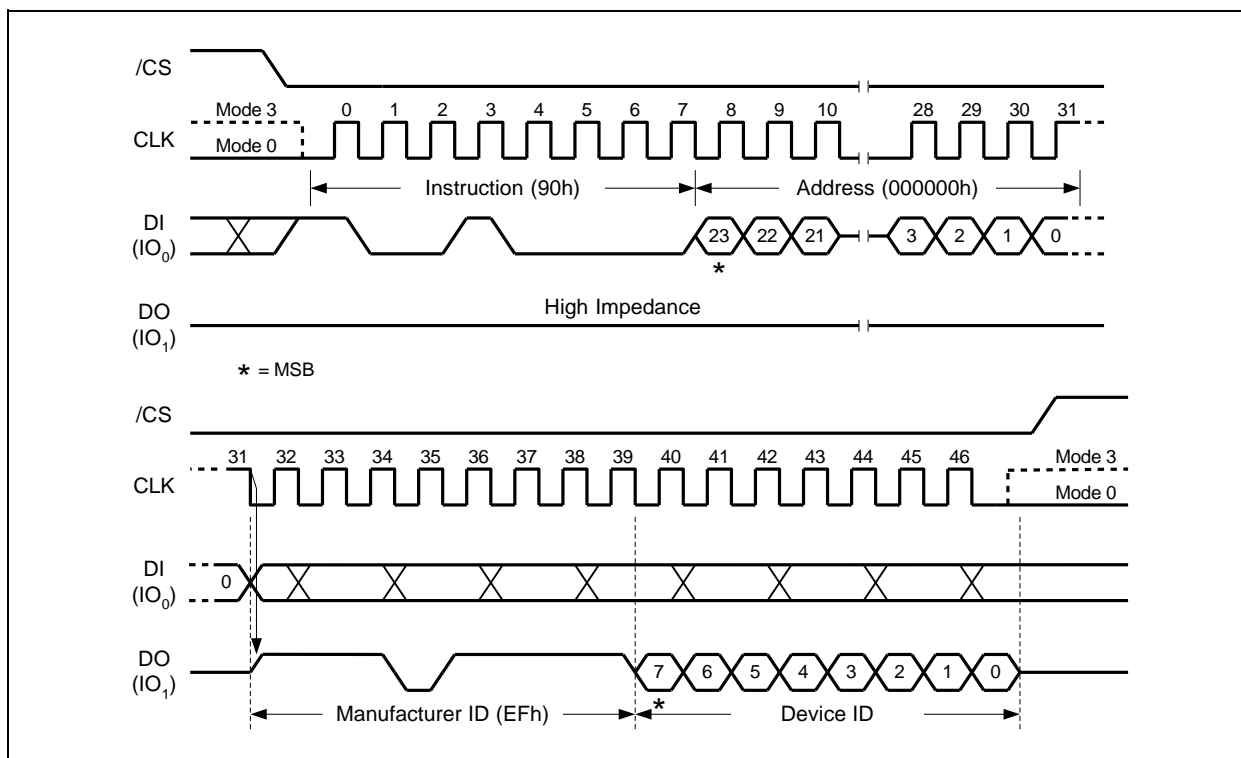 /CS
Mode 3
0 1 2 3 4 5 6 7 8 9 10 28 29 30 31
CLK
Mode 0
Instruction (90h) Address (000000h)
DI
(IO0)
23 22 21 3 2 1 0
*
High Impedance
DO
(IO1)
* = MSB
/CS
31 32 33 34 35 36 37 38 39 40 41 42 43 44 45 46
Mode 3
CLK
Mode 0
DI
(IO0)
0
DO
(IO1)
7 6 5 4 3 2 1 0
*
Manufacturer ID (EFh) Device ID